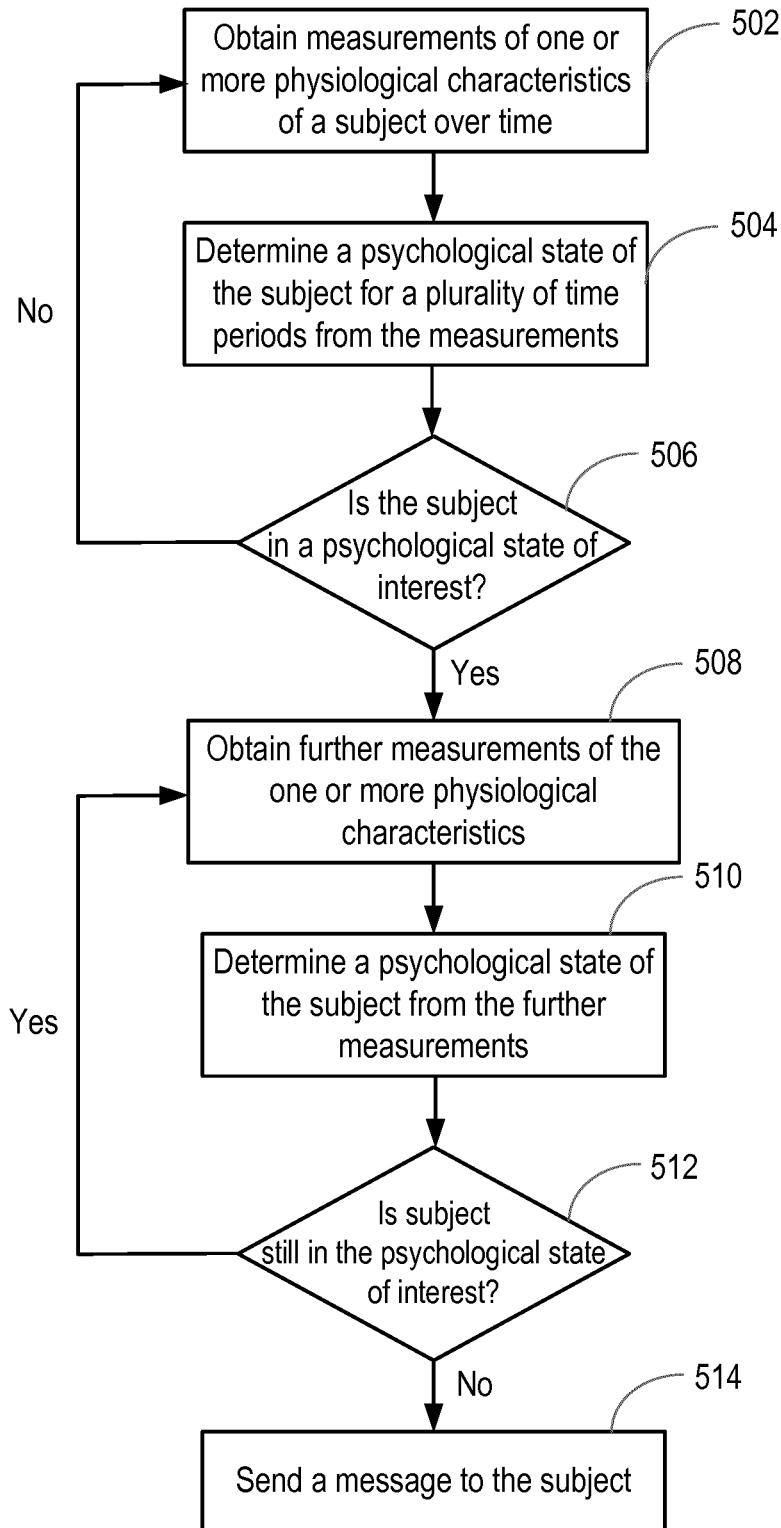 Obtain measurements of one or
more physiological characteristics
of a subject over time
502
Determine a psychological state of
the subject for a plurality of time
periods from the measurements
504
No
506
Is the subject
in a psychological state of
interest?
Yes
508
Obtain further measurements of the
one or more physiological
characteristics
510
Determine a psychological state of
the subject from the further
measurements
Yes
512
Is subject
still in the psychological state
of interest?
No
514
Send a message to the subject